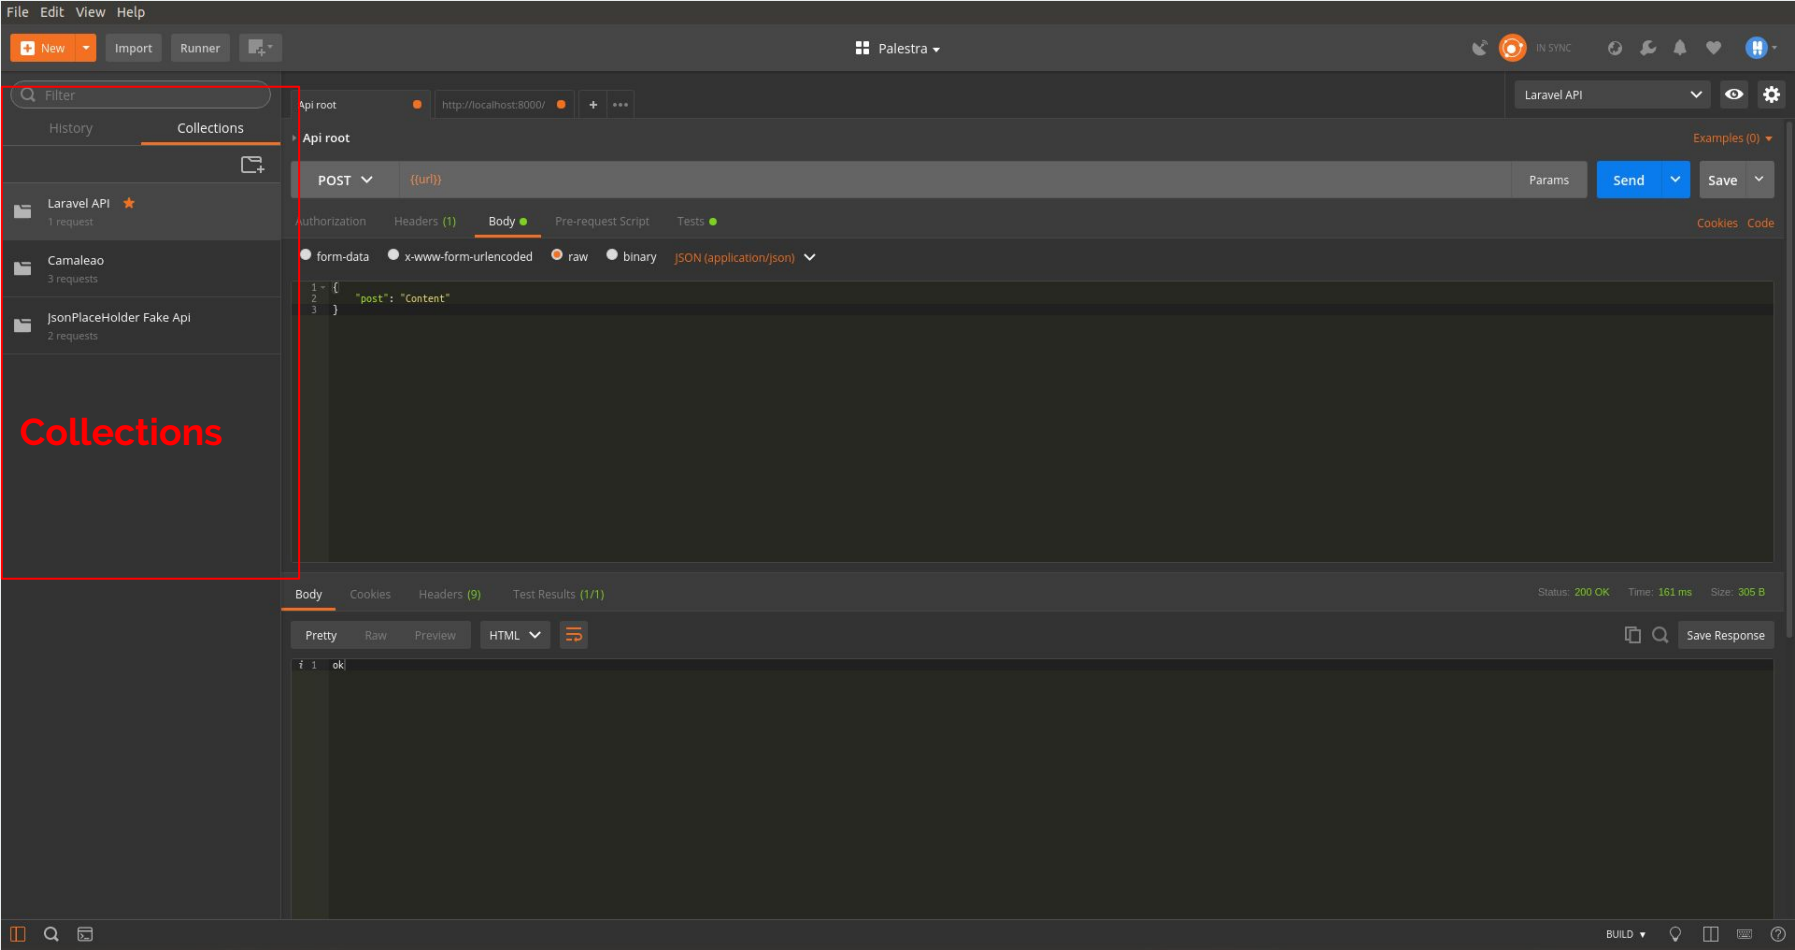 File Edit View Help
New Import Runner Palestra IN SYNC
Filter
History Collections
Laravel API
1 request
Camaleao
3 requests
JsonPlaceHolder Fake Api
2 requests
Collections
Api root http://localhost:8000/ + ••• Laravel API
Api root Examples (0)
POST {{url}} Params Send Save
Authorization Headers (1) Body Pre-request Script Tests Cookies Code
form-data x-www-form-urlencoded raw binary JSON (application/json)
1 {
2 "post": "Content"
3 }
Body Cookies Headers (9) Test Results (1/1) Status: 200 OK Time: 161 ms Size: 305 B
Pretty Raw Preview HTML Save Response
i 1 ok
BUILD